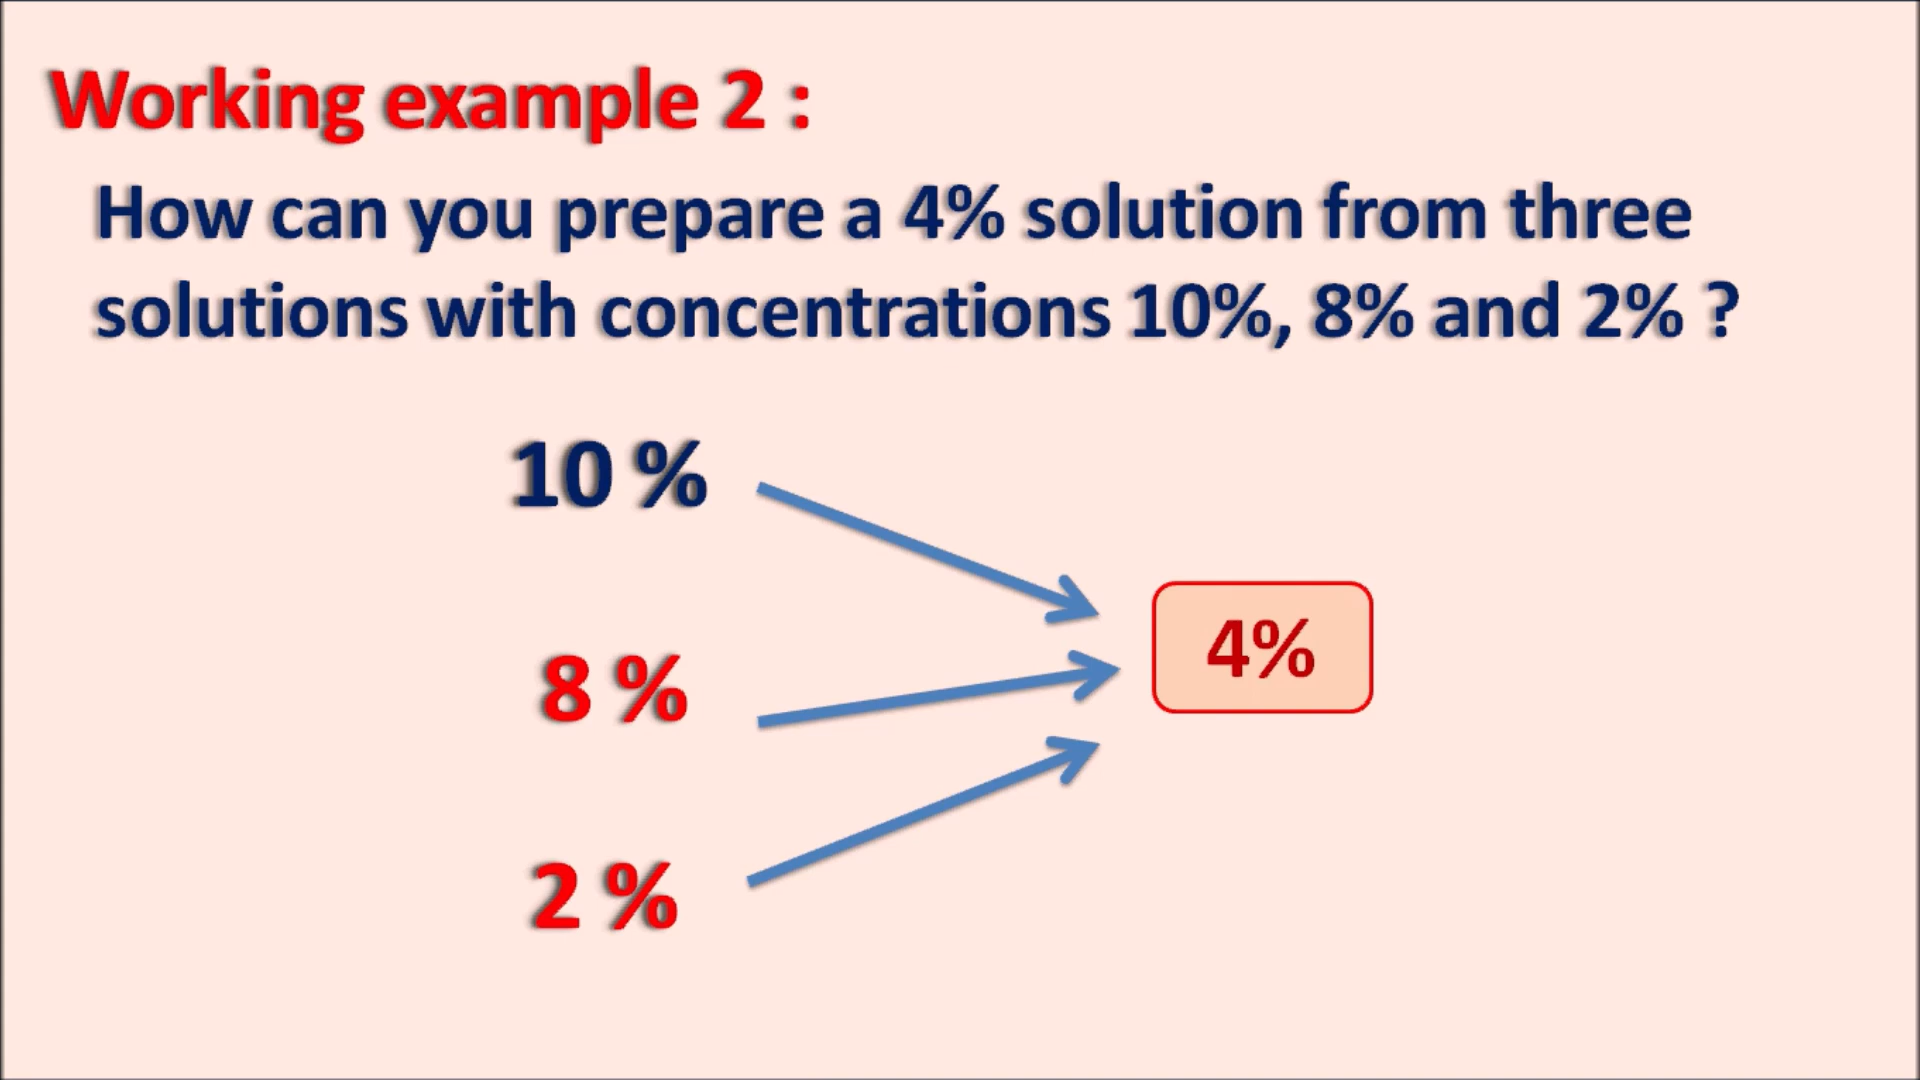 Working example 2 :
How can you prepare a 4% solution from three
solutions with concentrations 10%, 8% and 2% ?
10 %
8 %
4%
2 %